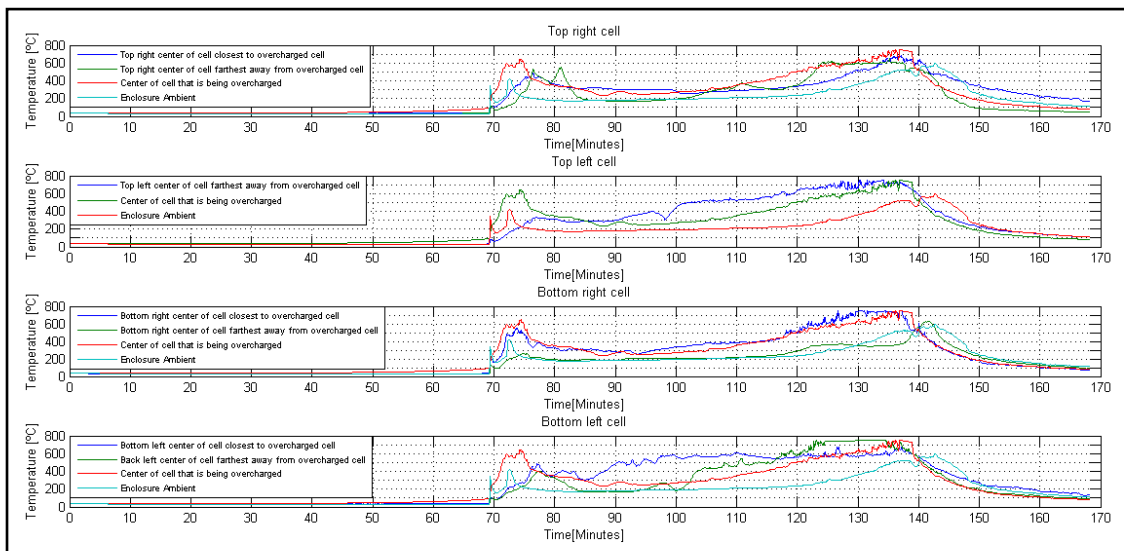 Top right cell
Temperature [ºC]
800
600
400
200
0
Top right center of cell closest to overcharged cell
Top right center of cell farthest away from overcharged cell
Center of cell that is being overcharged
Enclosure Ambient
0 10 20 30 40 50 60 70 80 90 100 110 120 130 140 150 160 170
Time[Minutes]
Top left cell
Temperature [ºC]
800
600
400
200
0
Top left center of cell farthest away from overcharged cell
Center of cell that is being overcharged
Enclosure Ambient
0 10 20 30 40 50 60 70 80 90 100 110 120 130 140 150 160 170
Time[Minutes]
Bottom right cell
Temperature [ºC]
800
600
400
200
0
Bottom right center of cell closest to overcharged cell
Bottom right center of cell farthest away from overcharged cell
Center of cell that is being overcharged
Enclosure Ambient
0 10 20 30 40 50 60 70 80 90 100 110 120 130 140 150 160 170
Time[Minutes]
Bottom left cell
Temperature [ºC]
800
600
400
200
0
Bottom left center of cell closest to overcharged cell
Back left center of cell farthest away from overcharged cell
Center of cell that is being overcharged
Enclosure Ambient
0 10 20 30 40 50 60 70 80 90 100 110 120 130 140 150 160 170
Time[Minutes]